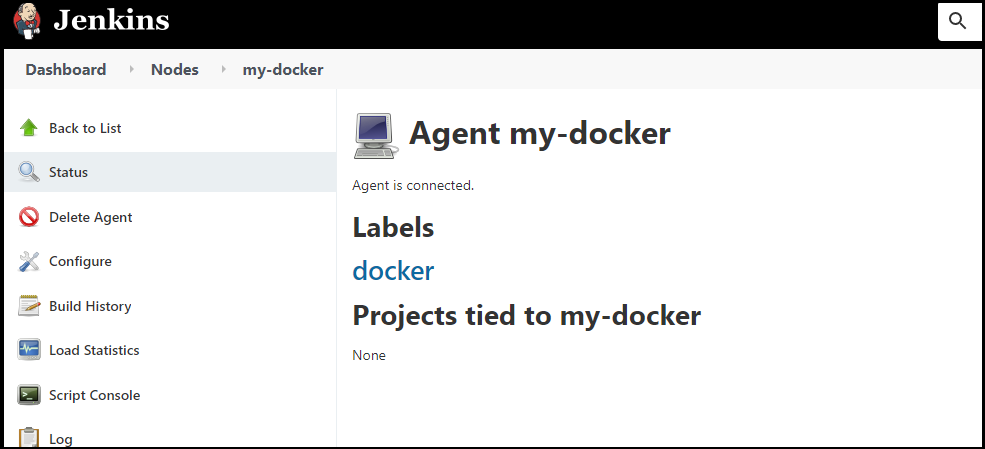 Jenkins
Dashboard Nodes my-docker
Back to List
Status
Delete Agent
Configure
Build History
Load Statistics
Script Console
Log
Agent my-docker
Agent is connected.
Labels
docker
Projects tied to my-docker
None